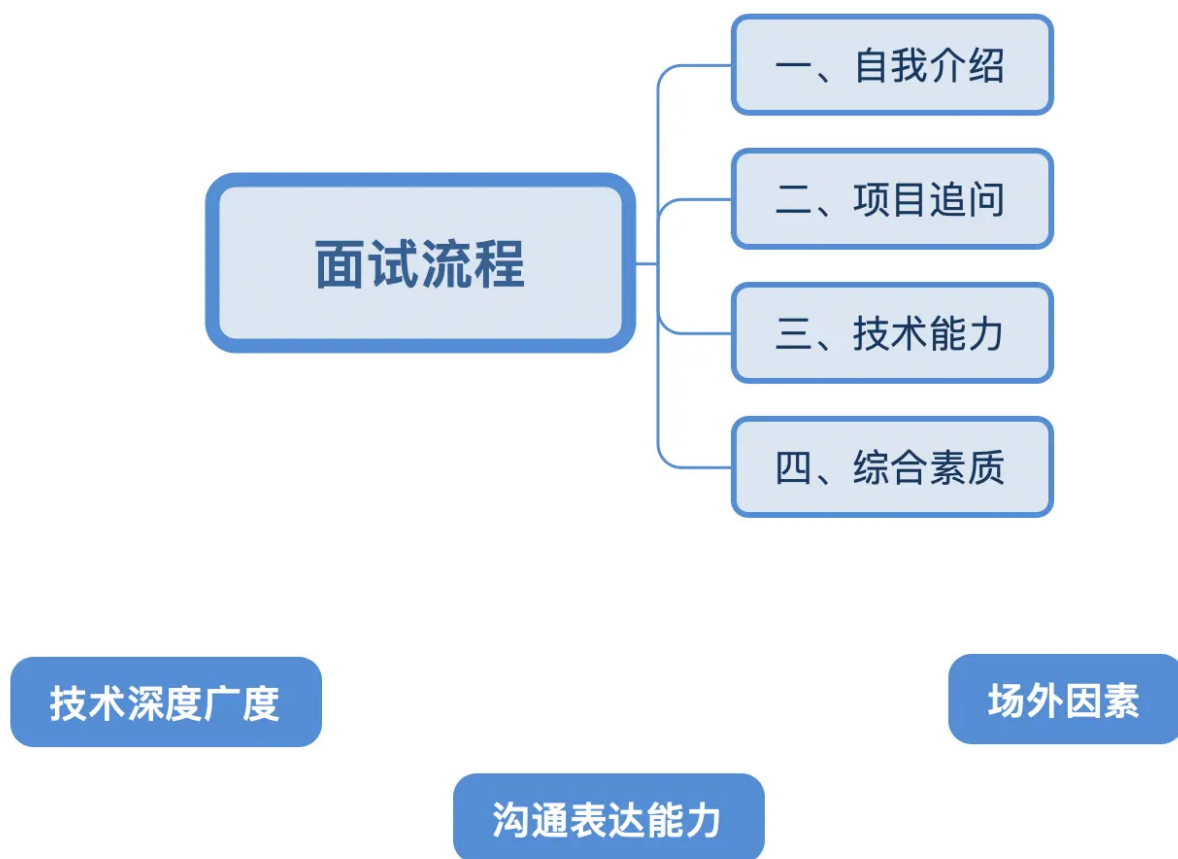 面试流程
一、自我介绍
二、项目追问
三、技术能力
四、综合素质
技术深度广度
场外因素
沟通表达能力